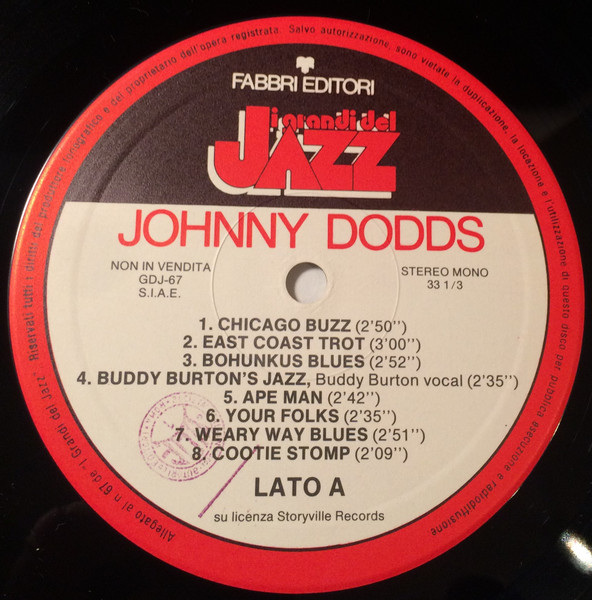 FABBRI EDITORI
i grandi del
JAZZ
JOHNNY DODDS
NON IN VENDITA
GDJ-67
S.I.A.E.
STEREO MONO
33 1/3
1. CHICAGO BUZZ (2'50'')
2. EAST COAST TROT (3'00'')
3. BOHUNKUS BLUES (2'52'')
4. BUDDY BURTON'S JAZZ, Buddy Burton vocal (2'35'')
5. APE MAN (2'42'')
6. YOUR FOLKS (2'35'')
7. WEARY WAY BLUES (2'51'')
8. COOTIE STOMP (2'09'')
LATO A
su licenza Storyville Records
Allegato al n 67 de "I Grandi del Jazz" Riservati tutti i diritti del produttore fonografico e del proprietario dell'opera registrata. Salvo autorizzazione, sono vietate la duplicazione, la locazione e l'utilizzazione di questo disco per pubblica esecuzione e radiodiffusione